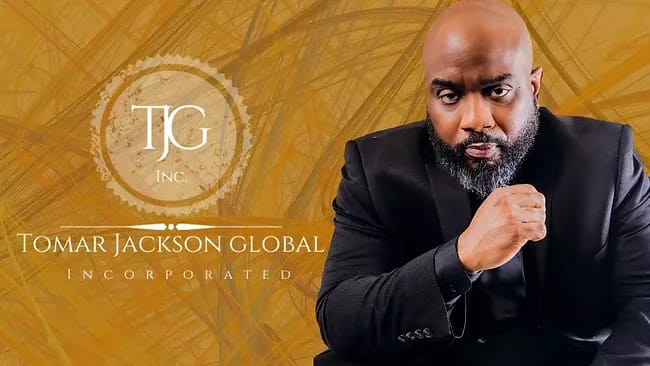 TJG
INC.
TOMAR JACKSON GLOBAL
INCORPORATED